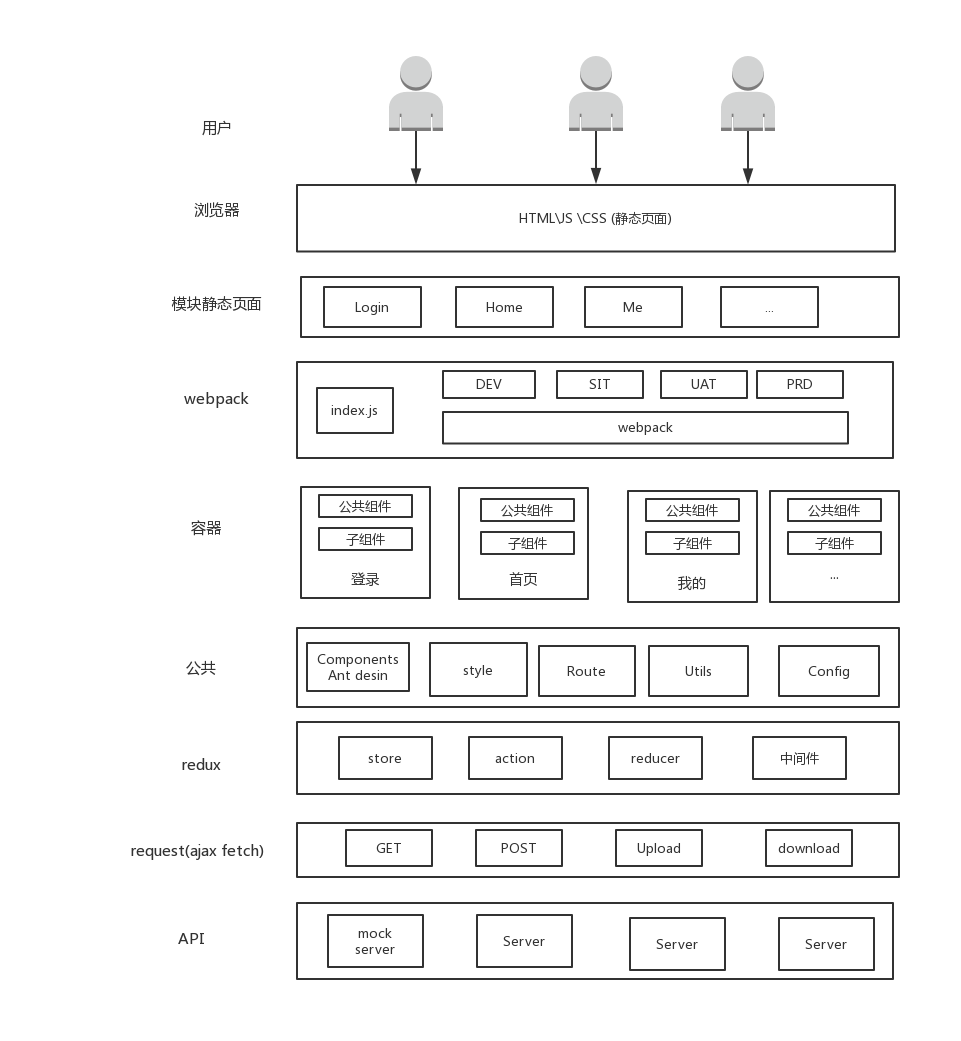 用户
浏览器
HTML\JS \CSS (静态页面)
模块静态页面
Login
Home
Me
...
webpack
index.js
DEV
SIT
UAT
PRD
webpack
容器
公共组件
子组件
登录
公共组件
子组件
首页
公共组件
子组件
我的
公共组件
子组件
...
公共
Components
Ant desin
style
Route
Utils
Config
redux
store
action
reducer
中间件
request(ajax fetch)
GET
POST
Upload
download
API
mock
server
Server
Server
Server